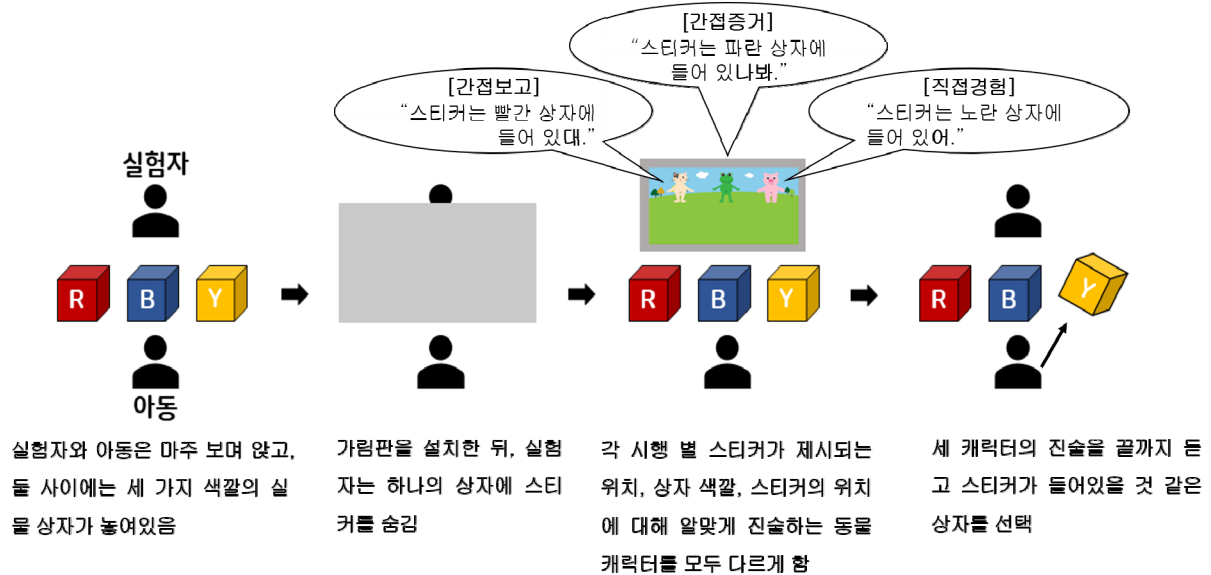 [간접증거]
“스티커는 파란 상자에
들어 있나봐.”
[간접보고]
“스티커는 빨간 상자에
들어 있대.”
[직접경험]
“스티커는 노란 상자에
들어 있어.”
실험자
R B Y
R B Y
R B Y
아동
실험자와 아동은 마주 보며 앉고,
둘 사이에는 세 가지 색깔의 실
물 상자가 놓여있음
가림판을 설치한 뒤, 실험
자는 하나의 상자에 스티
커를 숨김
각 시행 별 스티커가 제시되는
위치, 상자 색깔, 스티커의 위치
에 대해 알맞게 진술하는 동물
캐릭터를 모두 다르게 함
세 캐릭터의 진술을 끝까지 듣
고 스티커가 들어있을 것 같은
상자를 선택